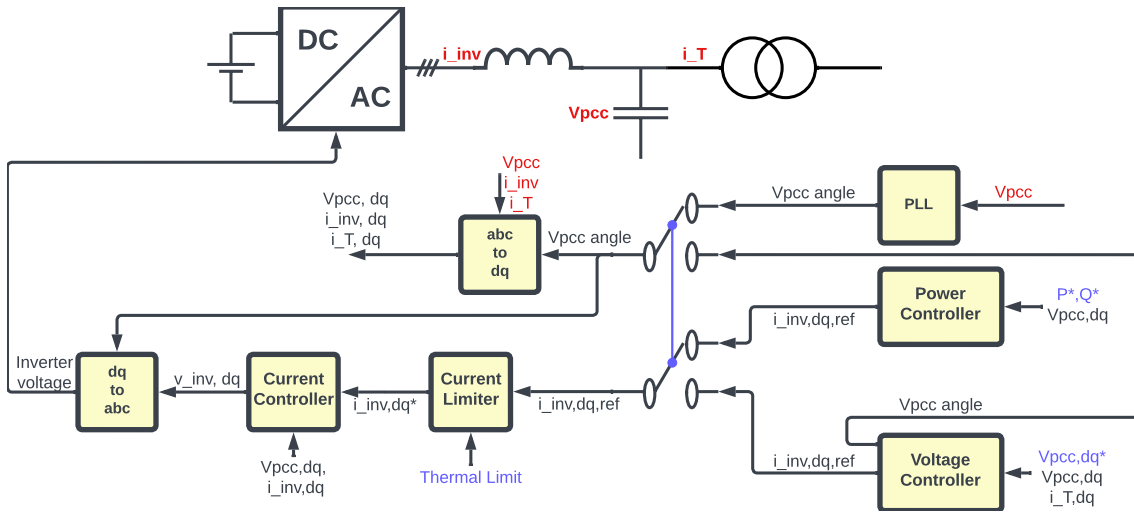 DC
AC
i_inv
i_T
Vpcc
Vpcc
i_inv
i_T
Vpcc, dq
i_inv, dq
i_T, dq
abc
to
dq
Vpcc angle
Vpcc angle
PLL
Vpcc
Power
Controller
P*,Q*
Vpcc,dq
i_inv,dq,ref
Inverter
voltage
dq
to
abc
v_inv, dq
Current
Controller
i_inv,dq*
Current
Limiter
i_inv,dq,ref
Vpcc,dq,
i_inv,dq
Thermal Limit
Vpcc angle
i_inv,dq,ref
Voltage
Controller
Vpcc,dq*
Vpcc,dq
i_T,dq